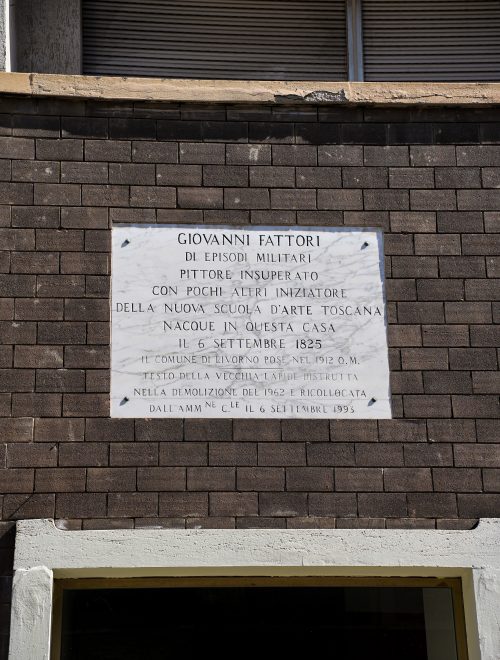 GIOVANNI FATTORI
DI EPISODI MILITARI
PITTORE INSUPERATO
CON POCHI ALTRI INIZIATORE
DELLA NUOVA SCUOLA D'ARTE TOSCANA
NACQUE IN QUESTA CASA
IL 6 SETTEMBRE 1825
IL COMUNE DI LIVORNO POSE NEL 1912 Q.M.
TESTO DELLA VECCHIA LAPIDE DISTRUTTA
NELLA DEMOLIZIONE DEL 1962 E RICOLLOCATA
DALL'AMM.NE C.LE IL 6 SETTEMBRE 1993